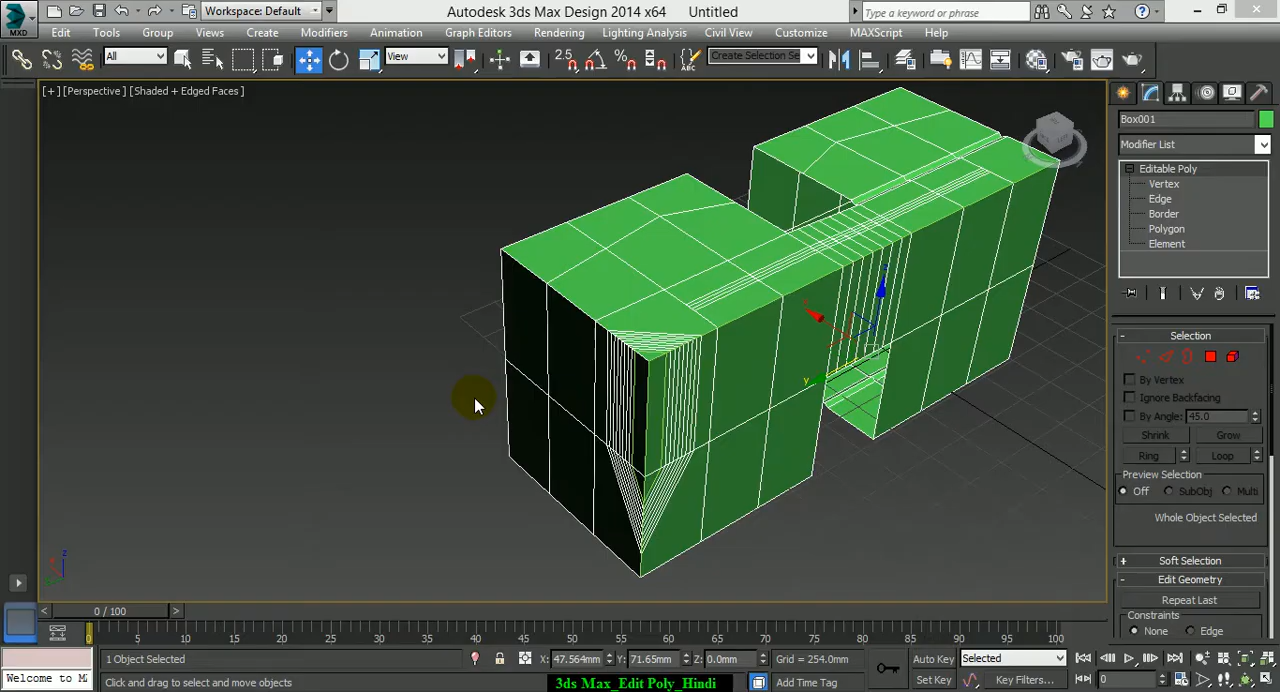 Workspace: Default
Autodesk 3ds Max Design 2014 x64 Untitled
Type a keyword or phrase
MXD
Edit Tools Group Views Create Modifiers Animation Graph Editors Rendering Lighting Analysis Civil View Customize MAXScript Help
All View 2.5 Create Selection Se
[+] [Perspective] [Shaded + Edged Faces]
Box001
Modifier List
Editable Poly
Vertex
Edge
Border
Polygon
Element
Selection
By Vertex
Ignore Backfacing
By Angle: 45.0
Shrink Grow
Ring Loop
Preview Selection
Off SubObj Multi
Whole Object Selected
Soft Selection
Edit Geometry
Repeat Last
Constraints
None Edge
y
z
0 / 100
0 5 10 15 20 25 30 35 40 45 50 55 60 65 70 75 80 85 90 95 100
1 Object Selected X: 47.564mm Y: 71.65mm Z: 0.0mm Grid = 254.0mm Auto Key Selected
Welcome to M Click and drag to select and move objects 3ds Max_Edit Poly_Hindi Add Time Tag Set Key Key Filters... 0